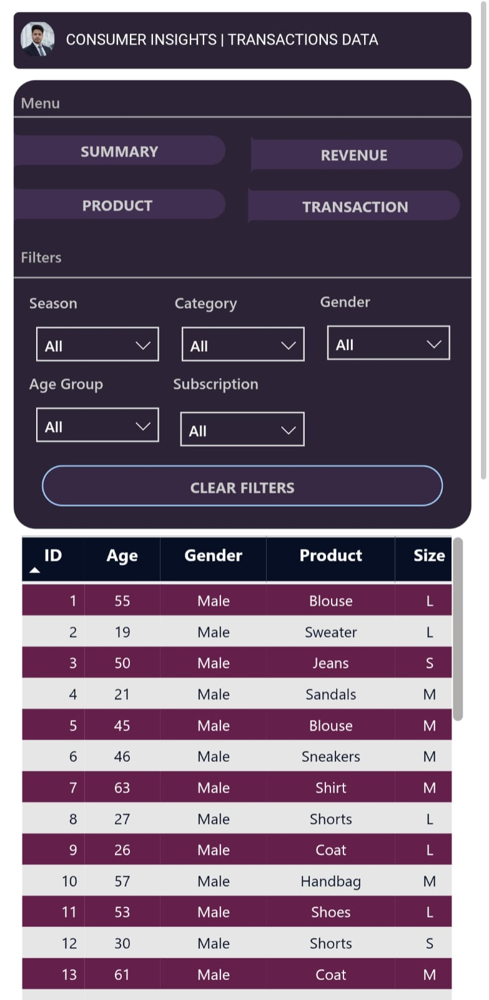 CONSUMER INSIGHTS | TRANSACTIONS DATA
Menu
SUMMARY
REVENUE
PRODUCT
TRANSACTION
Filters
Season Category Gender
All All All
Age Group Subscription
All All
CLEAR FILTERS
ID Age Gender Product Size
1 55 Male Blouse L
2 19 Male Sweater L
3 50 Male Jeans S
4 21 Male Sandals M
5 45 Male Blouse M
6 46 Male Sneakers M
7 63 Male Shirt M
8 27 Male Shorts L
9 26 Male Coat L
10 57 Male Handbag M
11 53 Male Shoes L
12 30 Male Shorts S
13 61 Male Coat M